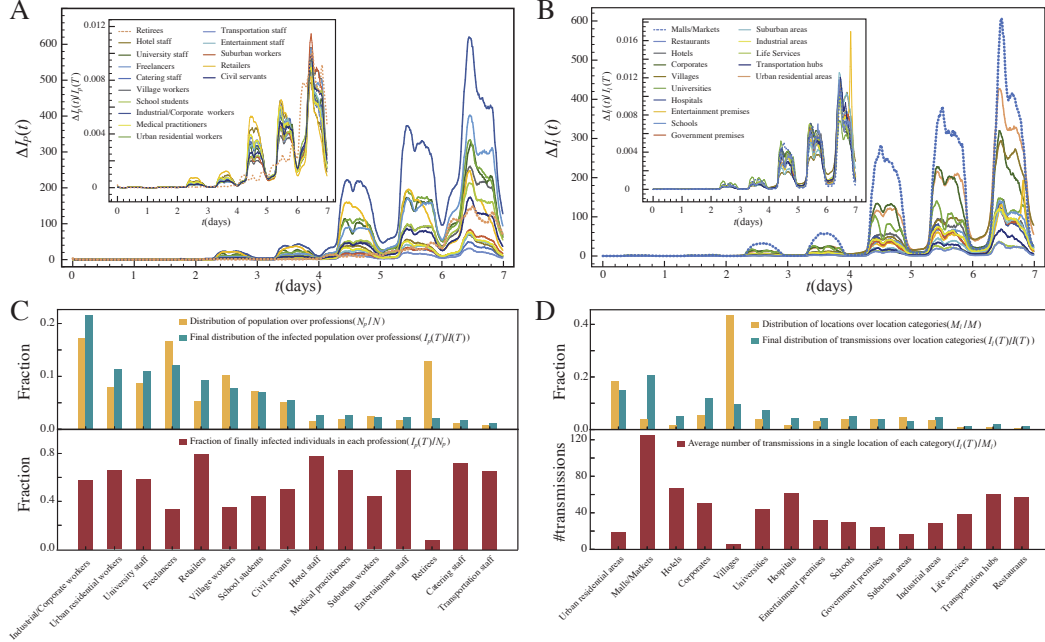 A
B
600
500
400
300
200
100
0
ΔI_p(t)
0 1 2 3 4 5 6 7
t(days)
0.012
0.008
0.004
0
ΔI_p(t)/I_p(T)
0 1 2 3 4 5 6 7
t(days)
Retirees
Hotel staff
University staff
Freelancers
Catering staff
Village workers
School students
Industrial/Corporate workers
Medical practitioners
Urban residential workers
Transportation staff
Entertainment staff
Suburban workers
Retailers
Civil servants
600
500
400
300
200
100
0
ΔI_l(t)
0 1 2 3 4 5 6 7
t(days)
0.016
0.012
0.008
0.004
0
ΔI_l(t)/I_l(T)
0 1 2 3 4 5 6 7
t(days)
Malls/Markets
Restaurants
Hotels
Corporates
Villages
Universities
Hospitals
Entertainment premises
Schools
Government premises
Suburban areas
Industrial areas
Life Services
Transportation hubs
Urban residential areas
C
D
Fraction
0.2
0.1
0.0
Distribution of population over professions(N_p/N)
Final distribution of the infected population over professions(I_p(T)/I(T))
Fraction
0.8
0.4
0.0
Fraction of finally infected individuals in each profession(I_p(T)/N_p)
Industrial/Corporate workers
Urban residential workers
University staff
Freelancers
Retailers
Village workers
School students
Civil servants
Hotel staff
Medical practitioners
Suburban workers
Entertainment staff
Retirees
Catering staff
Transportation staff
Fraction
0.4
0.2
0.0
Distribution of locations over location categories(M_l/M)
Final distribution of transmissions over location categories(I_l(T)/I(T))
#transmissions
120
80
40
0
Average number of transmissions in a single location of each category(I_l(T)/M_l)
Urban residential areas
Malls/Markets
Hotels
Corporates
Villages
Universities
Hospitals
Entertainment premises
Schools
Government premises
Suburban areas
Industrial areas
Life services
Transportation hubs
Restaurants